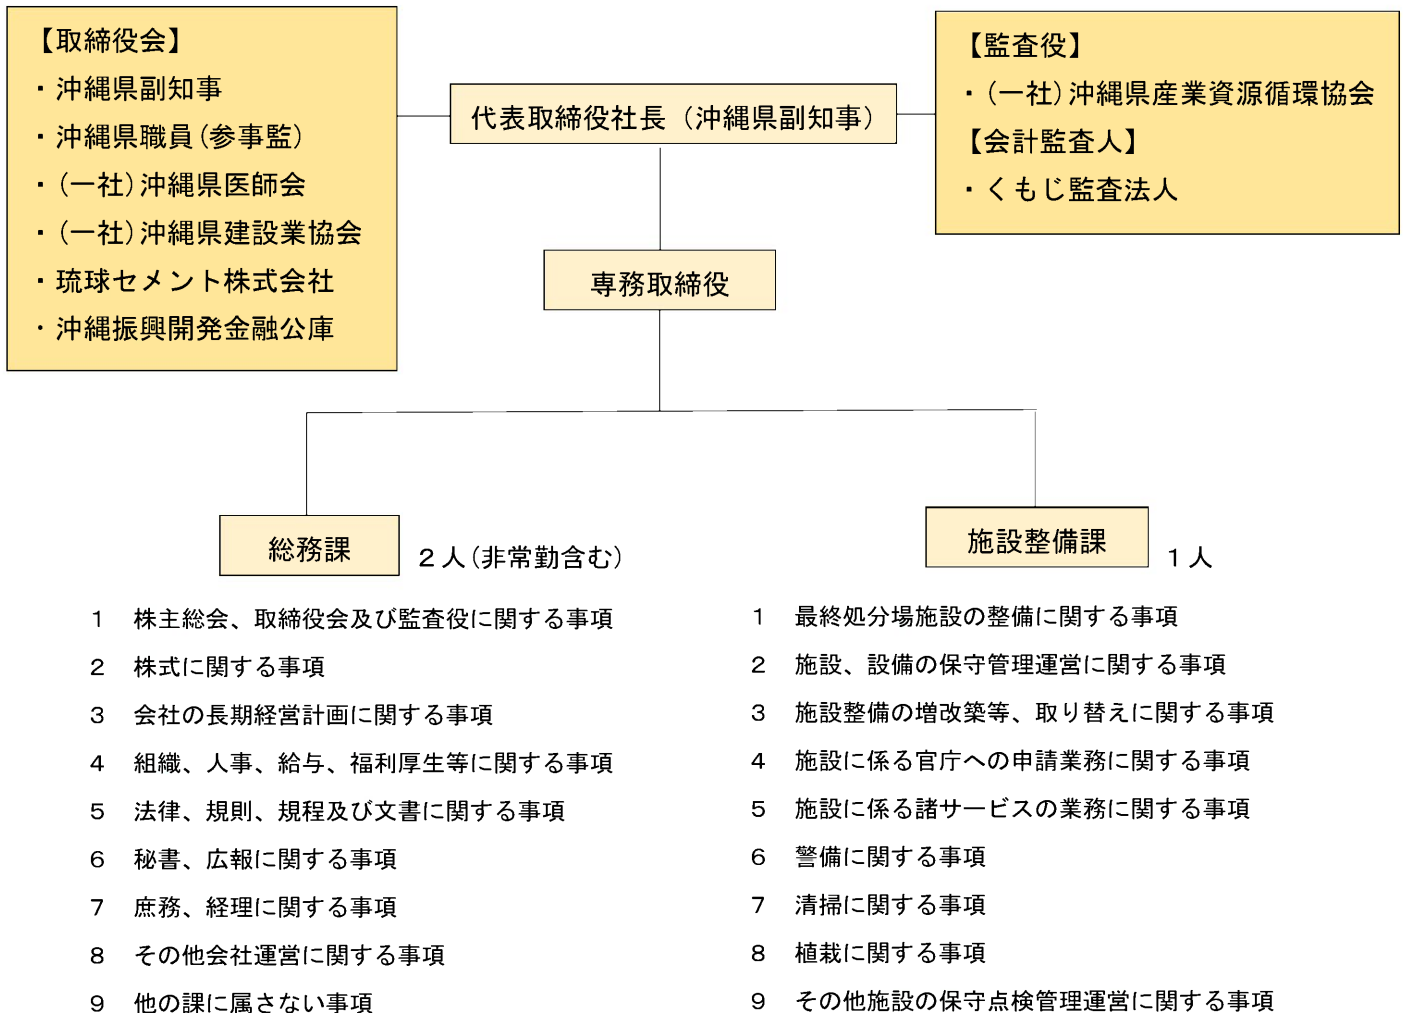 【取締役会】
・沖縄県副知事
・沖縄県職員(参事監)
・(一社)沖縄県医師会
・(一社)沖縄県建設業協会
・琉球セメント株式会社
・沖縄振興開発金融公庫
代表取締役社長（沖縄県副知事）
【監査役】
・(一社)沖縄県産業資源循環協会
【会計監査人】
・くもじ監査法人
専務取締役
総務課
２人(非常勤含む)
1 株主総会、取締役会及び監査役に関する事項
2 株式に関する事項
3 会社の長期経営計画に関する事項
4 組織、人事、給与、福利厚生等に関する事項
5 法律、規則、規程及び文書に関する事項
6 秘書、広報に関する事項
7 庶務、経理に関する事項
8 その他会社運営に関する事項
9 他の課に属さない事項
施設整備課
１人
1 最終処分場施設の整備に関する事項
2 施設、設備の保守管理運営に関する事項
3 施設整備の増改築等、取り替えに関する事項
4 施設に係る官庁への申請業務に関する事項
5 施設に係る諸サービスの業務に関する事項
6 警備に関する事項
7 清掃に関する事項
8 植栽に関する事項
9 その他施設の保守点検管理運営に関する事項